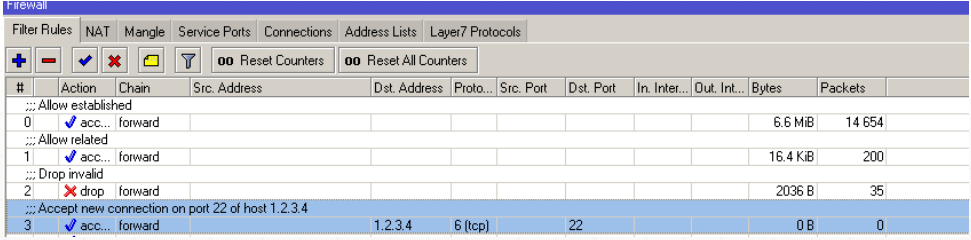 Firewall
Filter Rules NAT Mangle Service Ports Connections Address Lists Layer7 Protocols
oo Reset Counters oo Reset All Counters
# Action Chain Src. Address Dst. Address Proto... Src. Port Dst. Port In. Inter... Out. Int... Bytes Packets
;;; Allow established
0 acc... forward 6.6 MiB 14 654
;;; Allow related
1 acc... forward 16.4 KiB 200
;;; Drop invalid
2 drop forward 2036 B 35
;;; Accept new connection on port 22 of host 1.2.3.4
3 acc... forward 1.2.3.4 6 (tcp) 22 0 B 0